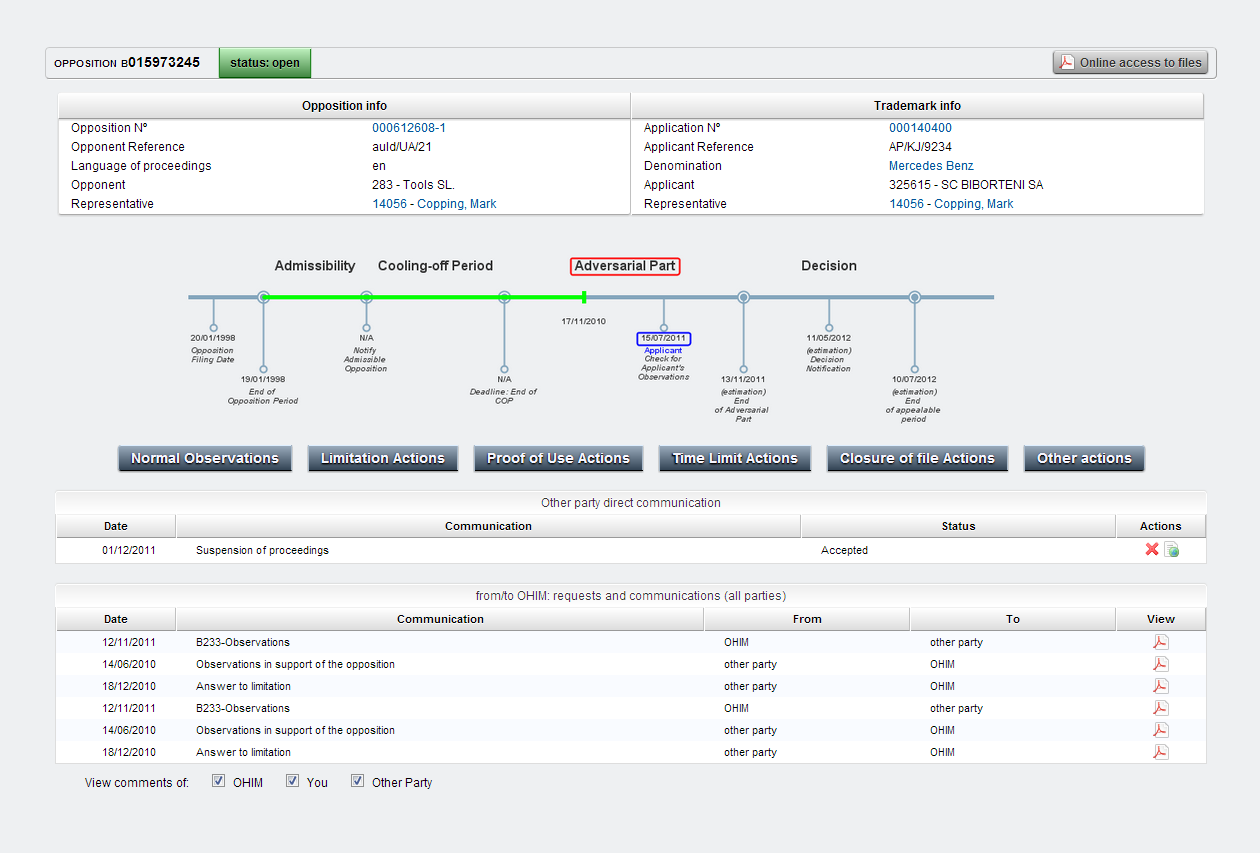 OPPOSITION B015973245
status: open
Online access to files
Opposition info
Trademark info
Opposition Nº 000612608-1
Application Nº 000140400
Opponent Reference auld/UA/21
Applicant Reference AP/KJ/9234
Language of proceedings en
Denomination Mercedes Benz
Opponent 283 - Tools SL.
Applicant 325615 - SC BIBORTENI SA
Representative 14056 - Copping, Mark
Representative 14056 - Copping, Mark
Admissibility Cooling-off Period Adversarial Part Decision
17/11/2010
20/01/1998
Opposition
Filing Date
19/01/1998
End of
Opposition Period
N/A
Notify
Admissible
Opposition
N/A
Deadline: End of
COP
15/07/2011
Applicant
Check for
Applicant's
Observations
13/11/2011
(estimation)
End
of Adversarial
Part
11/05/2012
(estimation)
Decision
Notification
10/07/2012
(estimation)
End
of appealable
period
Normal Observations Limitation Actions Proof of Use Actions Time Limit Actions Closure of file Actions Other actions
Other party direct communication
Date Communication Status Actions
01/12/2011 Suspension of proceedings Accepted
from/to OHIM: requests and communications (all parties)
Date Communication From To View
12/11/2011 B233-Observations OHIM other party
14/06/2010 Observations in support of the opposition other party OHIM
18/12/2010 Answer to limitation other party OHIM
12/11/2011 B233-Observations OHIM other party
14/06/2010 Observations in support of the opposition other party OHIM
18/12/2010 Answer to limitation other party OHIM
View comments of: OHIM You Other Party